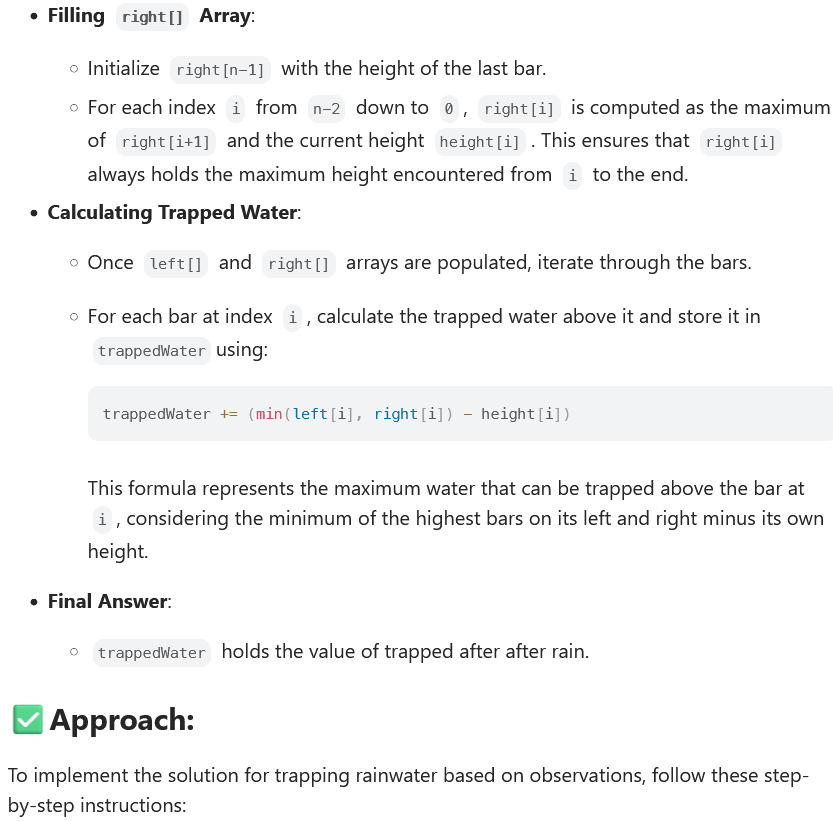 • Filling right[] Array:
○ Initialize right[n-1] with the height of the last bar.
○ For each index i from n-2 down to 0, right[i] is computed as the maximum
of right[i+1] and the current height height[i]. This ensures that right[i]
always holds the maximum height encountered from i to the end.
• Calculating Trapped Water:
○ Once left[] and right[] arrays are populated, iterate through the bars.
○ For each bar at index i, calculate the trapped water above it and store it in
trappedWater using:
trappedWater += (min(left[i], right[i]) - height[i])
This formula represents the maximum water that can be trapped above the bar at
i, considering the minimum of the highest bars on its left and right minus its own
height.
• Final Answer:
○ trappedWater holds the value of trapped after after rain.
✅ Approach:
To implement the solution for trapping rainwater based on observations, follow these step-
by-step instructions: